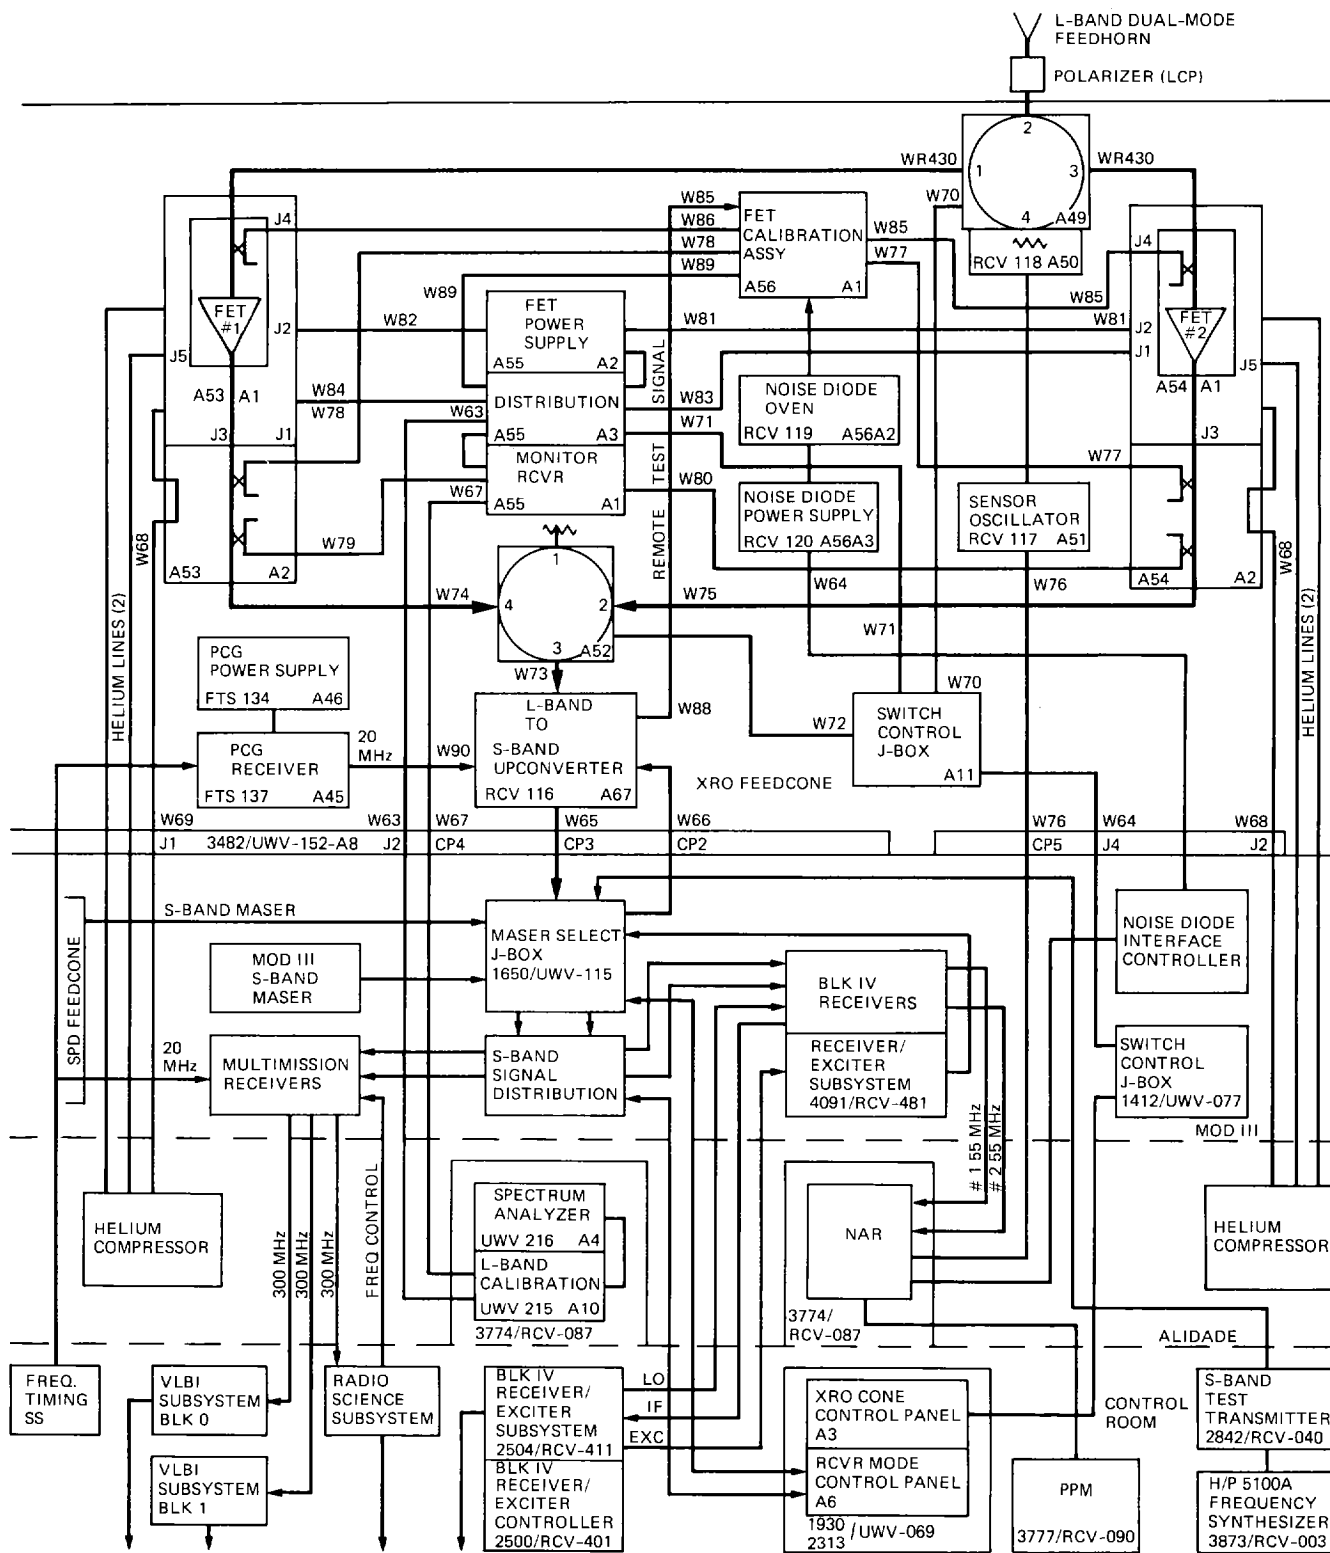 L-BAND DUAL-MODE
FEEDHORN
POLARIZER (LCP)
2
1
3
4
A49
WR430
WR430
W70
RCV 118 A50
W85
W86
W78
W89
FET
CALIBRATION
ASSY
A56
A1
W85
W77
J4
FET
#1
J2
J5
A53
A1
J3
J1
A53
A2
W82
W84
W78
W89
FET
POWER
SUPPLY
A55
A2
DISTRIBUTION
A55
A3
MONITOR
RCVR
A55
A1
W63
W67
W79
W81
W83
W71
W80
REMOTE TEST SIGNAL
NOISE DIODE
OVEN
RCV 119
A56A2
NOISE DIODE
POWER SUPPLY
RCV 120
A56A3
W64
SENSOR
OSCILLATOR
RCV 117
A51
W76
J4
W85
W81
J2
J1
FET
#2
J5
A54
A1
J3
W77
A54
A2
W68
HELIUM LINES (2)
W68
HELIUM LINES (2)
1
4
2
3
A52
W74
W75
W71
W73
W70
PCG
POWER SUPPLY
FTS 134
A46
PCG
RECEIVER
FTS 137
A45
20
MHz
W90
L-BAND
TO
S-BAND
UPCONVERTER
RCV 116
A67
W88
W72
SWITCH
CONTROL
J-BOX
A11
XRO FEEDCONE
W69
W63
W67
W65
W66
W76
W64
W68
J1
3482/UWV-152-A8
J2
CP4
CP3
CP2
CP5
J4
J2
SPD FEEDCONE
S-BAND MASER
MOD III
S-BAND
MASER
MASER SELECT
J-BOX
1650/UWV-115
BLK IV
RECEIVERS
RECEIVER/
EXCITER
SUBSYSTEM
4091/RCV-481
NOISE DIODE
INTERFACE
CONTROLLER
SWITCH
CONTROL
J-BOX
1412/UWV-077
MOD III
20
MHz
MULTIMISSION
RECEIVERS
S-BAND
SIGNAL
DISTRIBUTION
# 1 55 MHz
# 2 55 MHz
HELIUM
COMPRESSOR
300 MHz
300 MHz
300 MHz
FREQ CONTROL
SPECTRUM
ANALYZER
UWV 216
A4
L-BAND
CALIBRATION
UWV 215
A10
3774/RCV-087
NAR
3774/
RCV-087
HELIUM
COMPRESSOR
ALIDADE
FREQ.
TIMING
SS
VLBI
SUBSYSTEM
BLK 0
RADIO
SCIENCE
SUBSYSTEM
BLK IV
RECEIVER/
EXCITER
SUBSYSTEM
2504/RCV-411
LO
IF
EXC
BLK IV
RECEIVER/
EXCITER
CONTROLLER
2500/RCV-401
XRO CONE
CONTROL PANEL
A3
RCVR MODE
CONTROL PANEL
A6
1930
2313
/UWV-069
CONTROL
ROOM
S-BAND
TEST
TRANSMITTER
2842/RCV-040
VLBI
SUBSYSTEM
BLK 1
PPM
3777/RCV-090
H/P 5100A
FREQUENCY
SYNTHESIZER
3873/RCV-003